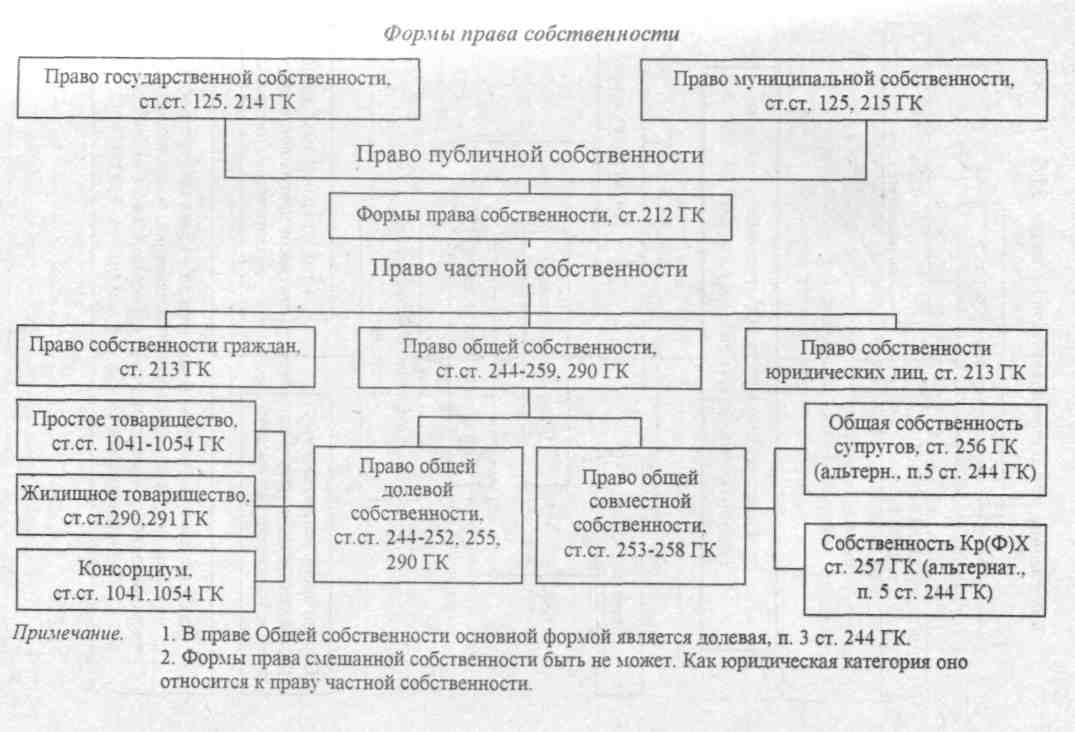 Формы права собственности
Право государственной собственности,
ст.ст. 125, 214 ГК
Право муниципальной собственности,
ст.ст. 125, 215 ГК
Право публичной собственности
Формы права собственности, ст.212 ГК
Право частной собственности
Право собственности граждан,
ст. 213 ГК
Право общей собственности,
ст.ст. 244-259, 290 ГК
Право собственности
юридических лиц, ст. 213 ГК
Простое товарищество,
ст.ст. 1041-1054 ГК
Жилищное товарищество,
ст.ст.290,291 ГК
Консорциум,
ст.ст. 1041.1054 ГК
Право общей
долевой
собственности,
ст.ст. 244-252, 255,
290 ГК
Право общей
совместной
собственности,
ст.ст. 253-258 ГК
Общая собственность
супругов, ст. 256 ГК
(альтерн., п.5 ст. 244 ГК)
Собственность Кр(Ф)Х
ст. 257 ГК (альтернат.,
п. 5 ст. 244 ГК)
Примечание. 1. В праве Общей собственности основной формой является долевая, п. 3 ст. 244 ГК.
2. Формы права смешанной собственности быть не может. Как юридическая категория оно
относится к праву частной собственности.